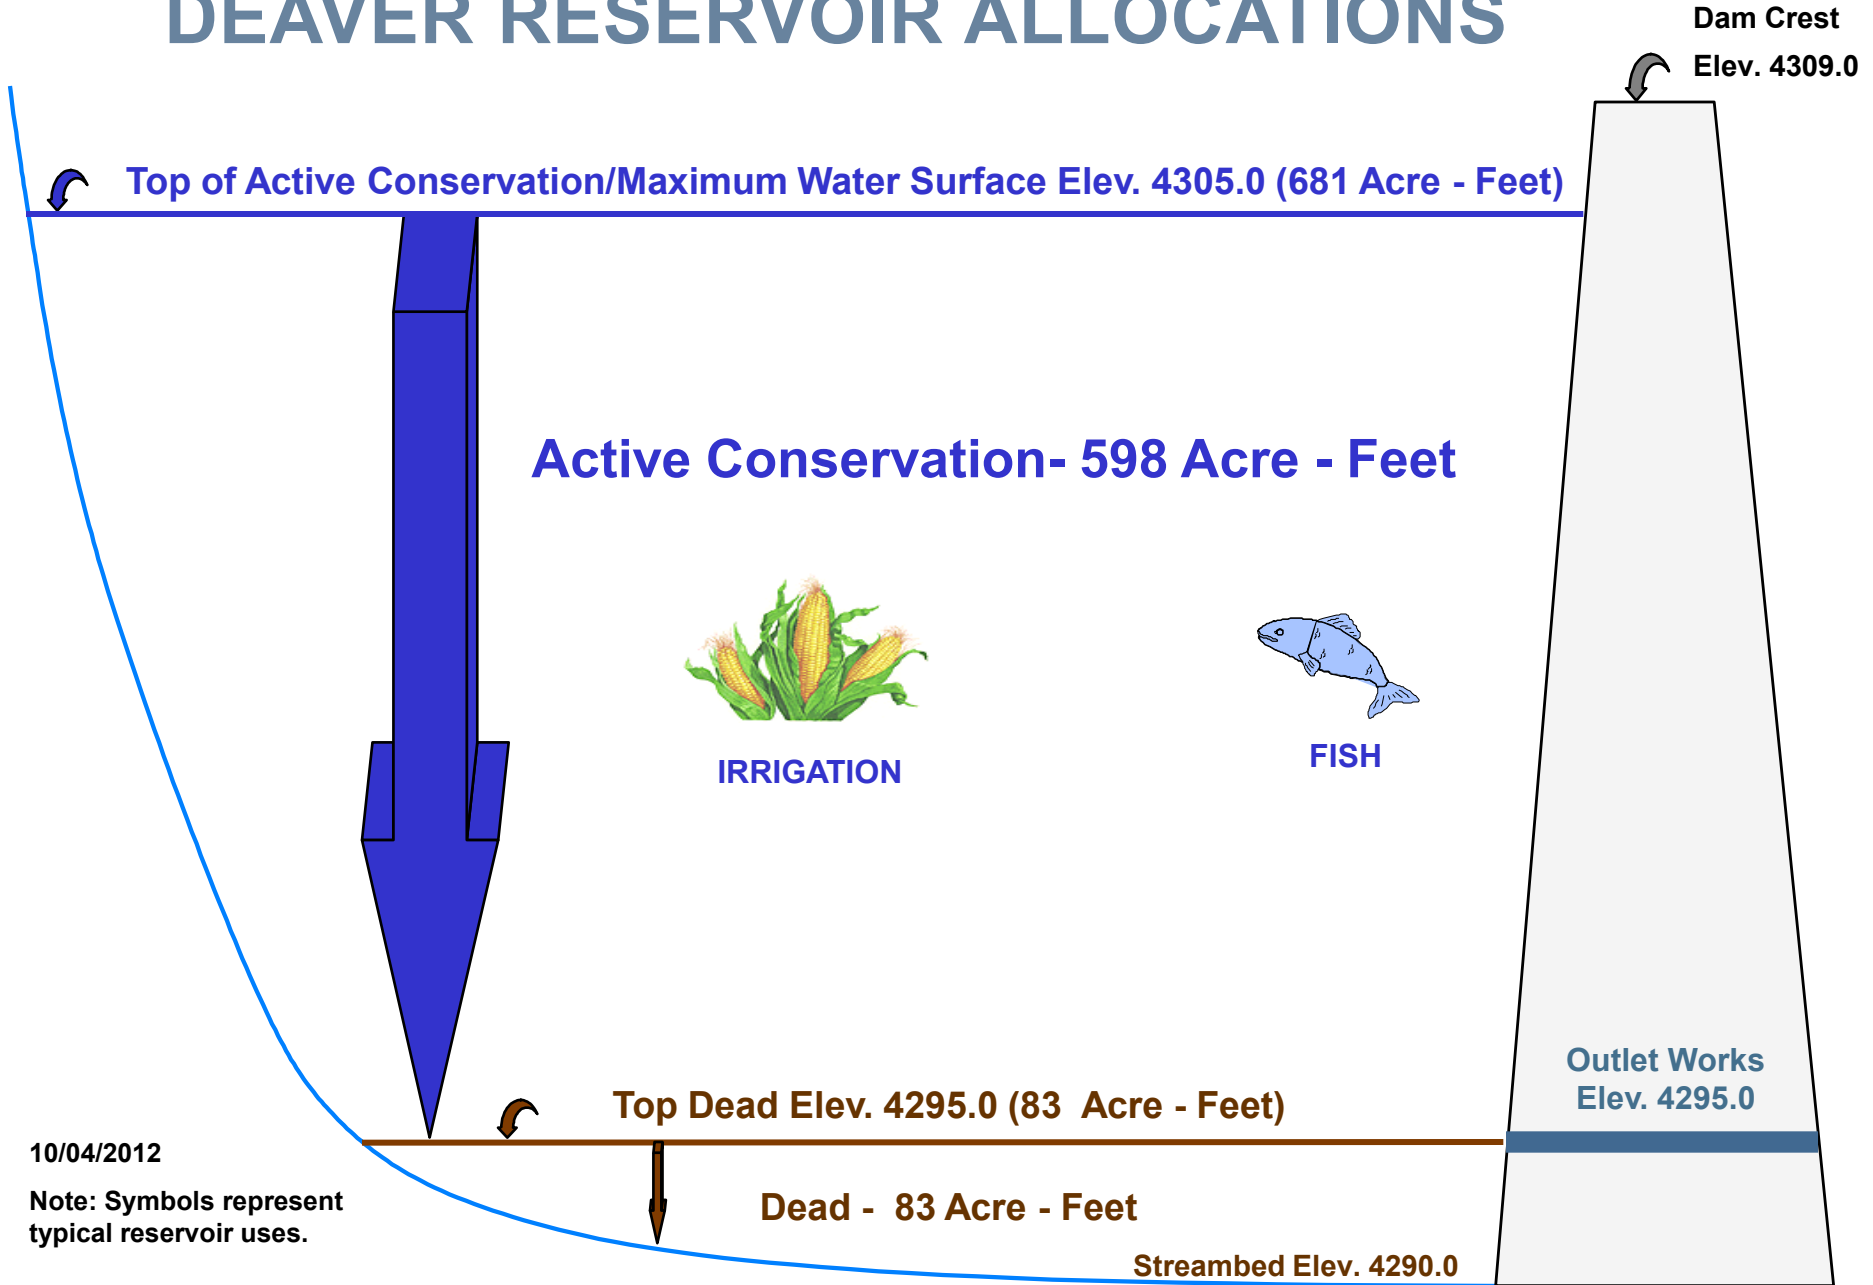 DEAVER RESERVOIR ALLOCATIONS
Dam Crest
Elev. 4309.0
Top of Active Conservation/Maximum Water Surface Elev. 4305.0 (681 Acre - Feet)
Active Conservation- 598 Acre - Feet
IRRIGATION
FISH
Outlet Works
Elev. 4295.0
Top Dead Elev. 4295.0 (83 Acre - Feet)
10/04/2012
Note: Symbols represent
typical reservoir uses.
Dead - 83 Acre - Feet
Streambed Elev. 4290.0